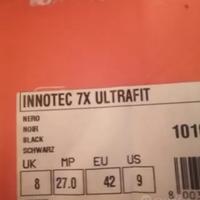 INNOTEC 7X ULTRAFIT
NERO
NOIR
BLACK
SCHWARZ
UK MP EU US
8 27.0 42 9